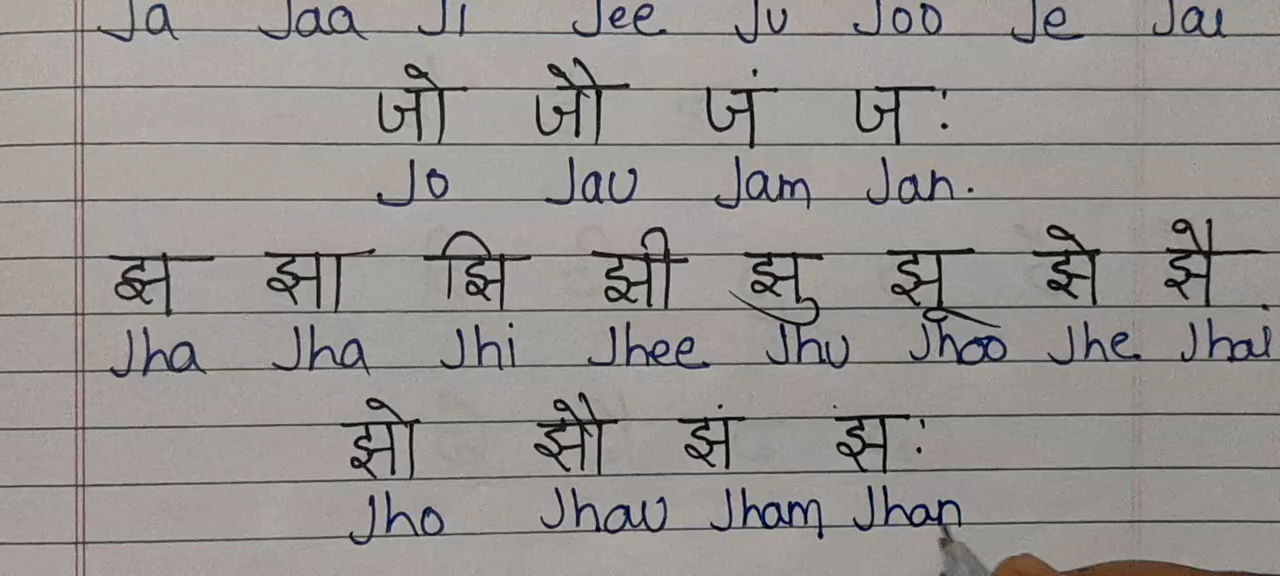 Ja Jaa Ji Jee Ju Joo Je Jai
जो जौ जं जः
Jo Jau Jam Jan.
झ झा झि झी झु झू झे झै
Jha Jha Jhi Jhee Jhu Jhoo Jhe Jhai
झो झौ झं झः
Jho Jhau Jham Jhan